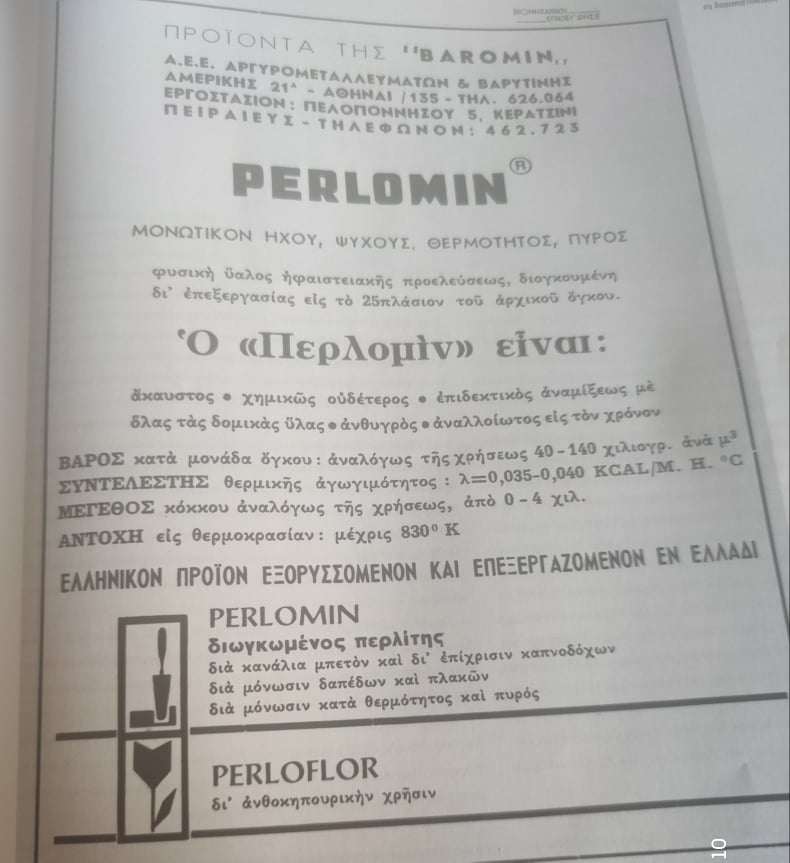 ΒΙΟΜΗΧΑΝΙΚΗ
ΕΠΙΘΕΩΡΗΣΙΣ
ΠΡΟΪΟΝΤΑ ΤΗΣ "BAROMIN,,
Α.Ε.Ε. ΑΡΓΥΡΟΜΕΤΑΛΛΕΥΜΑΤΩΝ & ΒΑΡΥΤΙΝΗΣ
ΑΜΕΡΙΚΗΣ 21ᴬ - ΑΘΗΝΑΙ /135 - ΤΗΛ. 626.064
ΕΡΓΟΣΤΑΣΙΟΝ: ΠΕΛΟΠΟΝΝΗΣΟΥ 5, ΚΕΡΑΤΣΙΝΙ
ΠΕΙΡΑΙΕΥΣ - ΤΗΛΕΦΩΝΟΝ: 462.723
PERLOMIN®
ΜΟΝΩΤΙΚΟΝ ΗΧΟΥ, ΨΥΧΟΥΣ, ΘΕΡΜΟΤΗΤΟΣ, ΠΥΡΟΣ
φυσικὴ ὕαλος ἡφαιστειακῆς προελεύσεως, διογκουμένη
δι' ἐπεξεργασίας εἰς τὸ 25πλάσιον τοῦ ἀρχικοῦ ὄγκου.
Ὁ «Περλομὶν» εἶναι:
ἄκαυστος • χημικῶς οὐδέτερος • ἐπιδεκτικὸς ἀναμίξεως μὲ
ὅλας τὰς δομικὰς ὕλας • ἀνθυγρὸς • ἀναλλοίωτος εἰς τὸν χρόνον
ΒΑΡΟΣ κατὰ μονάδα ὄγκου: ἀναλόγως τῆς χρήσεως 40 - 140 χιλιογρ. ἀνὰ μ³
ΣΥΝΤΕΛΕΣΤΗΣ θερμικῆς ἀγωγιμότητος: λ=0,035-0,040 KCAL/M. H. °C
ΜΕΓΕΘΟΣ κόκκου ἀναλόγως τῆς χρήσεως, ἀπὸ 0 - 4 χιλ.
ΑΝΤΟΧΗ εἰς θερμοκρασίαν: μέχρις 830° Κ
ΕΛΛΗΝΙΚΟΝ ΠΡΟΪΟΝ ΕΞΟΡΥΣΣΟΜΕΝΟΝ ΚΑΙ ΕΠΕΞΕΡΓΑΖΟΜΕΝΟΝ ΕΝ ΕΛΛΑΔΙ
PERLOMIN
διωγκωμένος περλίτης
διὰ κανάλια μπετὸν καὶ δι' ἐπίχρισιν καπνοδόχων
διὰ μόνωσιν δαπέδων καὶ πλακῶν
διὰ μόνωσιν κατὰ θερμότητος καὶ πυρός
PERLOFLOR
δι' ἀνθοκηπουρικὴν χρῆσιν
10